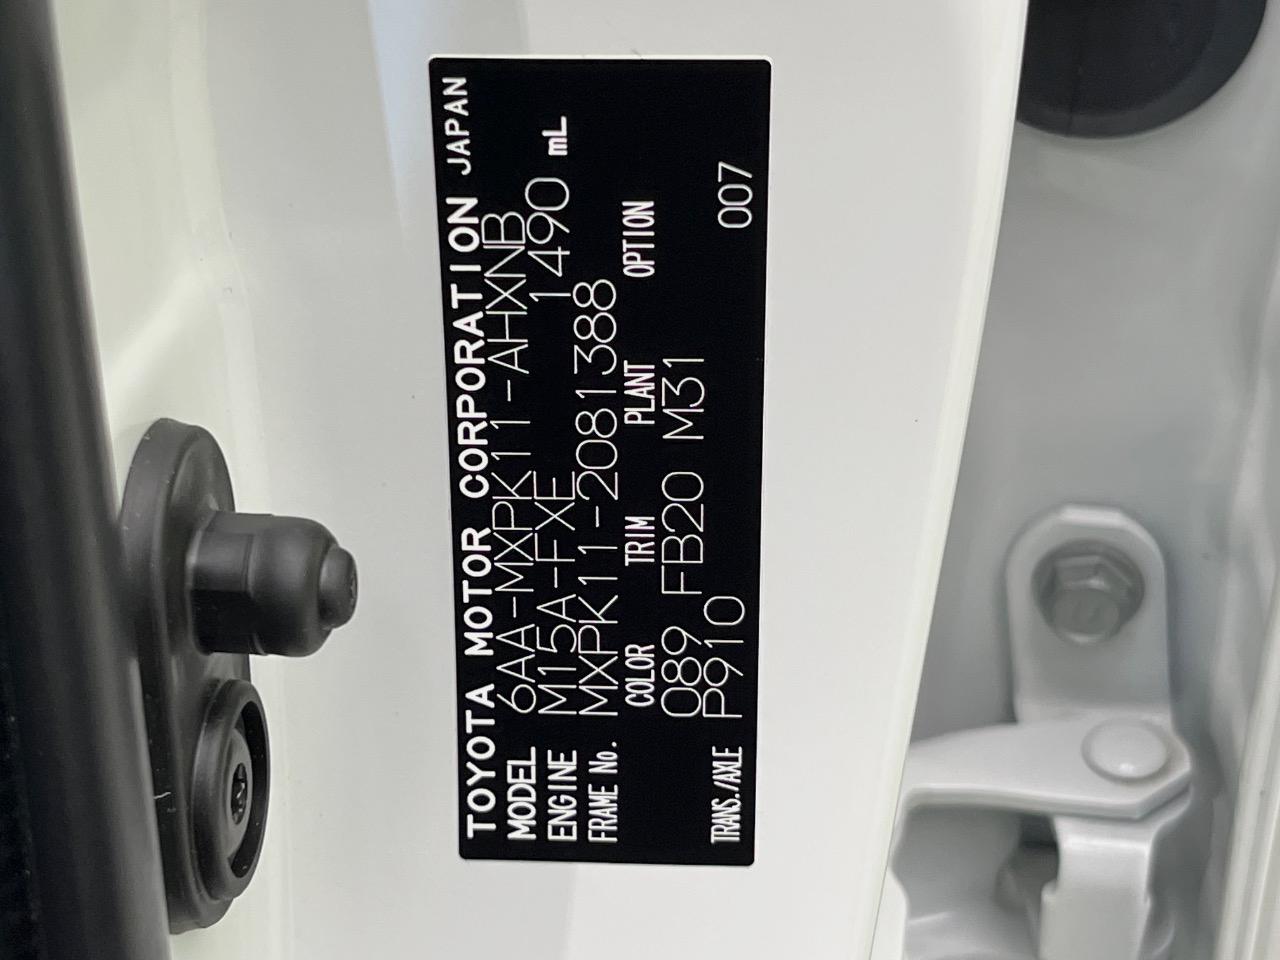 TOYOTA MOTOR CORPORATION JAPAN
MODEL 6AA-MXPK11-AHXNB
ENGINE M15A-FXE 1490 mL
FRAME No. MXPK11-2081388
COLOR TRIM PLANT OPTION
089 FB20 M31
TRANS./AXLE P910 007